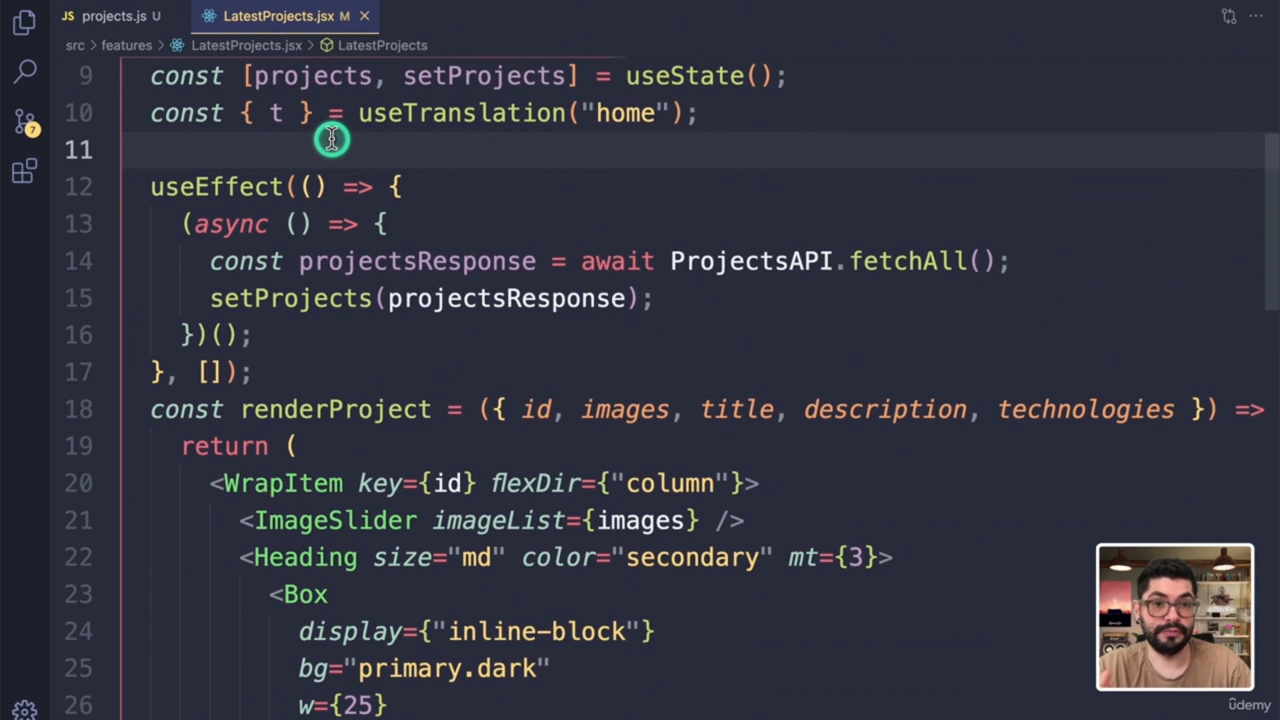 JS projects.js U
LatestProjects.jsx M
src > features > LatestProjects.jsx > LatestProjects
9 const [projects, setProjects] = useState();
10 const { t } = useTranslation("home");
11
12 useEffect(() => {
13 (async () => {
14 const projectsResponse = await ProjectsAPI.fetchAll();
15 setProjects(projectsResponse);
16 })();
17 }, []);
18 const renderProject = ({ id, images, title, description, technologies }) =>
19 return (
20 <WrapItem key={id} flexDir={"column"}>
21 <ImageSlider imageList={images} />
22 <Heading size="md" color="secondary" mt={3}>
23 <Box
24 display={"inline-block"}
25 bg="primary.dark"
26 w={25}
7
ûdemy